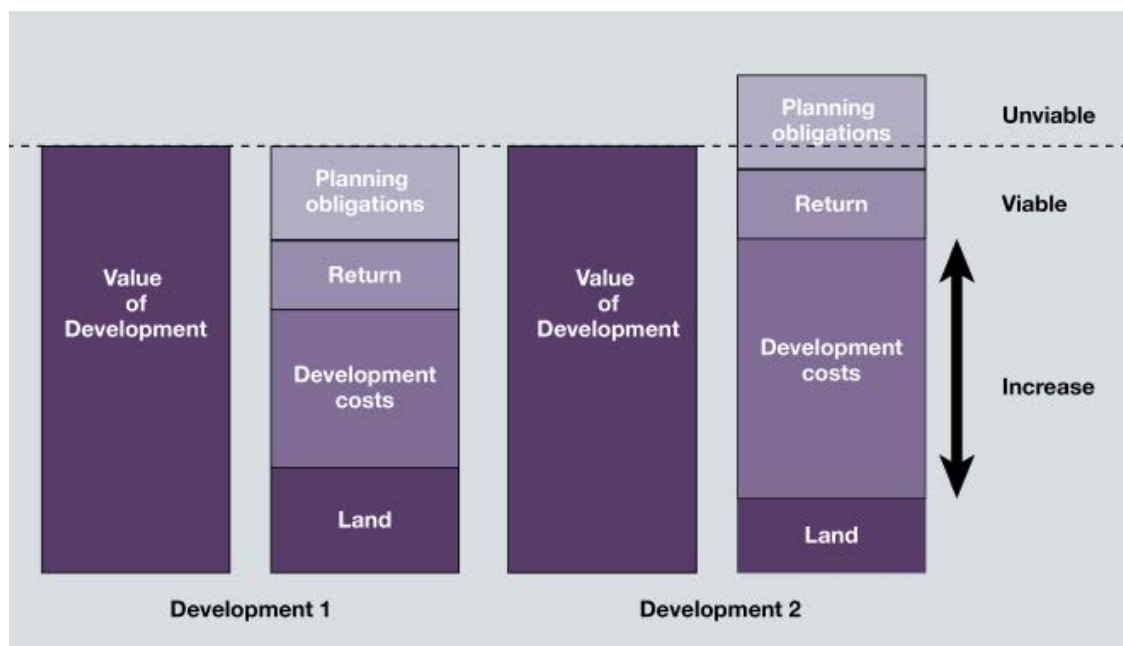 Planning
obligations
Unviable
Planning
obligations
Return
Viable
Value
of
Development
Return
Value
of
Development
Development
costs
Development
costs
Increase
Land
Land
Development 1
Development 2